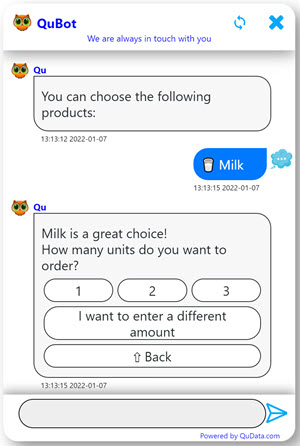 QuBot
We are always in touch with you
Qu
You can choose the following
products:
13:13:12 2022-01-07
🥛 Milk
13:13:15 2022-01-07
Qu
Milk is a great choice!
How many units do you want to
order?
1 2 3
I want to enter a different
amount
⇧ Back
13:13:15 2022-01-07
Powered by QuData.com